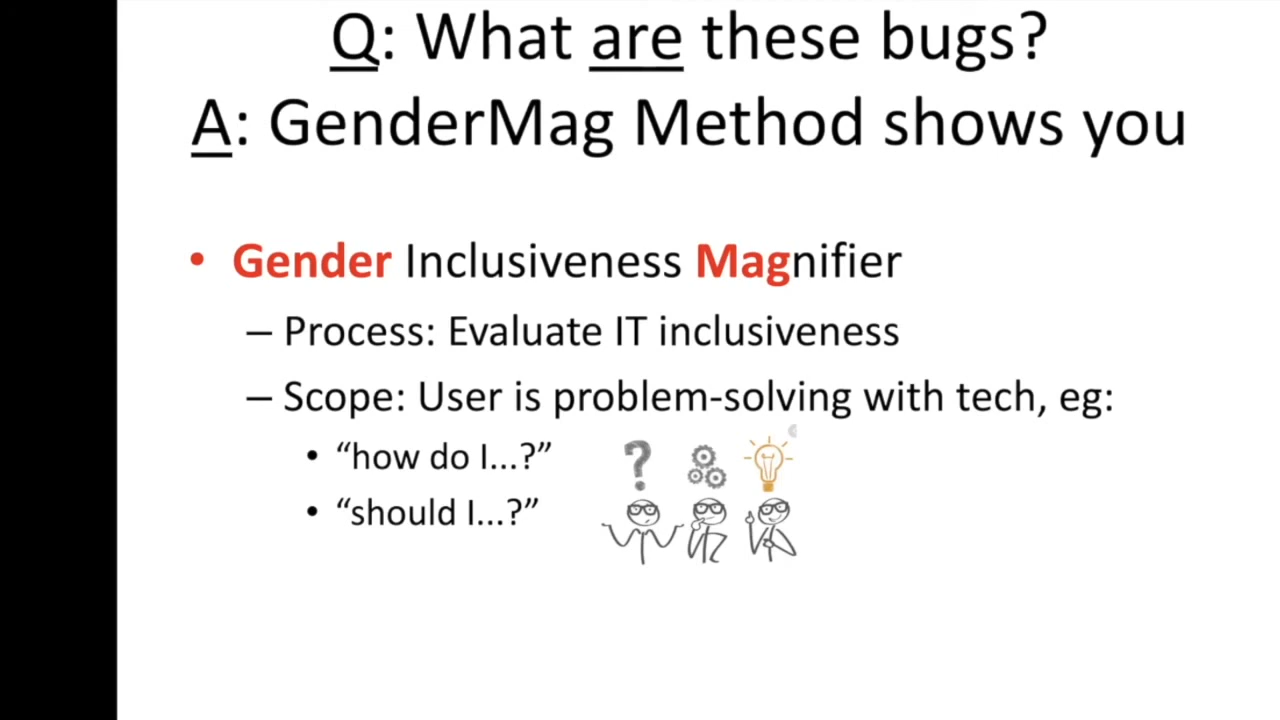 Q: What are these bugs?
A: GenderMag Method shows you
• Gender Inclusiveness Magnifier
– Process: Evaluate IT inclusiveness
– Scope: User is problem-solving with tech, eg:
• “how do I...?”
• “should I...?”
?